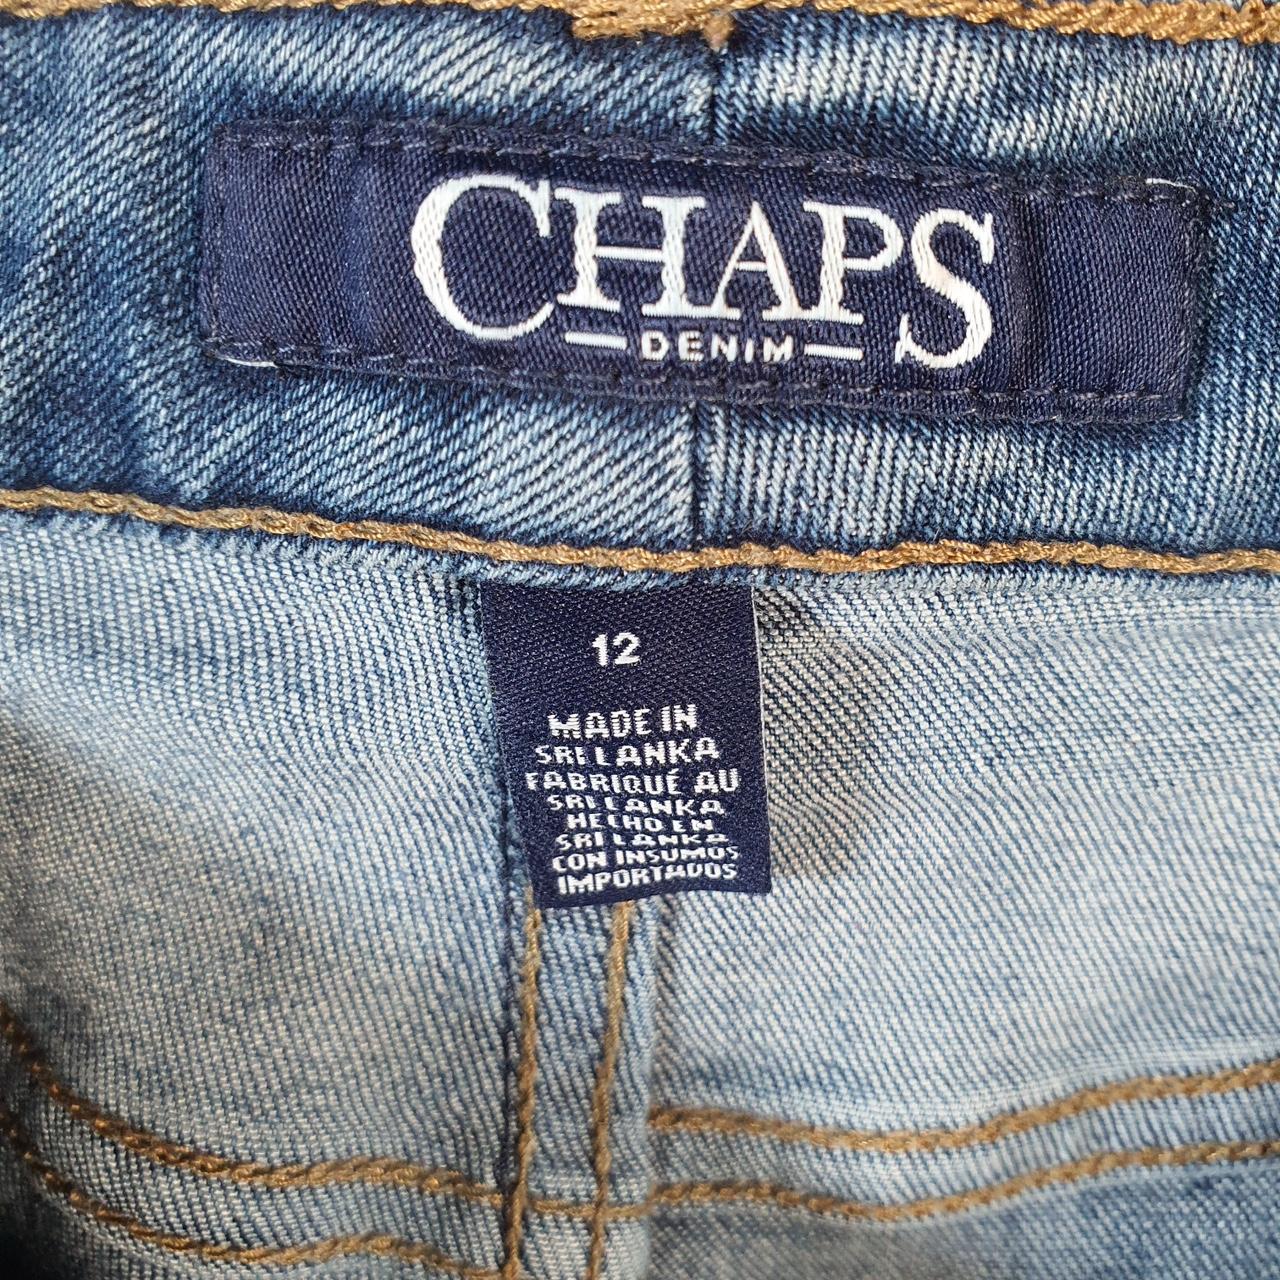 CHAPS
DENIM
12
MADE IN
SRI LANKA
FABRIQUÉ AU
SRI LANKA
HECHO EN
SRI LANKA
CON INSUMOS
IMPORTADOS